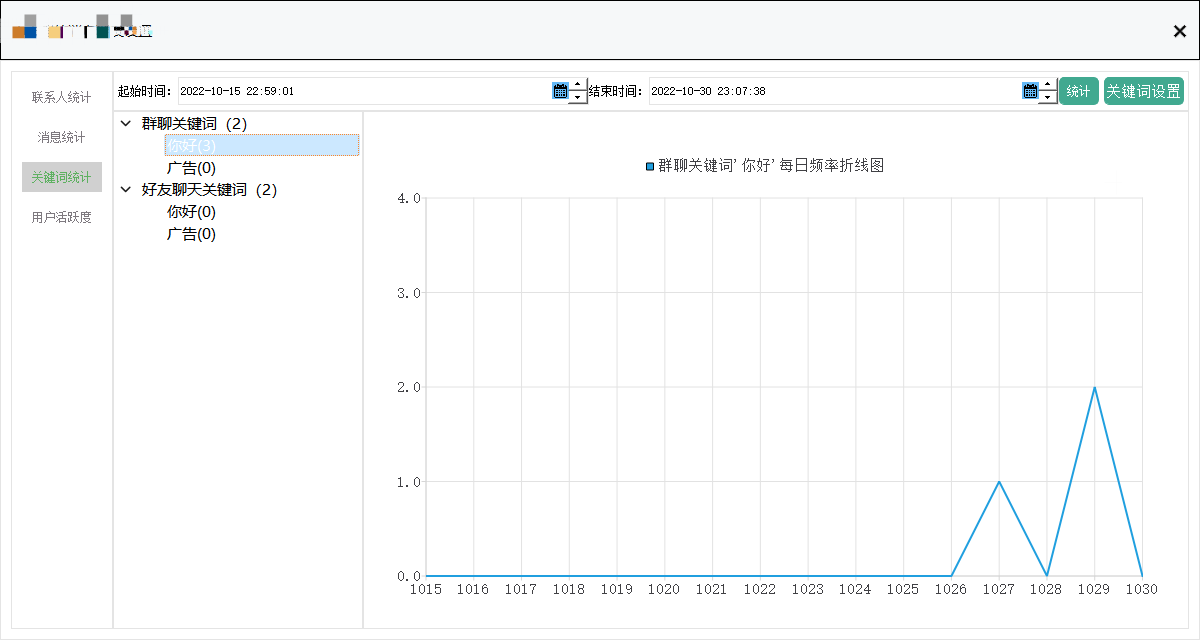 起始时间: 2022-10-15 22:59:01 结束时间: 2022-10-30 23:07:38 统计 关键词设置
联系人统计
消息统计
关键词统计
用户活跃度
群聊关键词 (2)
你好(3)
广告(0)
好友聊天关键词 (2)
你好(0)
广告(0)
群聊关键词'你好'每日频率折线图
4.0
3.0
2.0
1.0
0.0
1015 1016 1017 1018 1019 1020 1021 1022 1023 1024 1025 1026 1027 1028 1029 1030